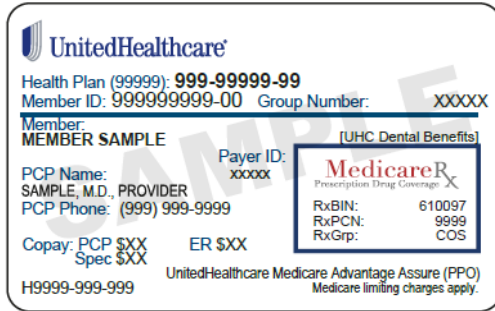 UnitedHealthcare®
Health Plan (99999): 999-99999-99
Member ID: 999999999-00 Group Number: XXXXX
Member:
MEMBER SAMPLE
[UHC Dental Benefits]
Payer ID:
XXXXX
PCP Name:
SAMPLE, M.D., PROVIDER
PCP Phone: (999) 999-9999
MedicareRx
Prescription Drug Coverage
RxBIN: 610097
RxPCN: 9999
RxGrp: COS
Copay: PCP $XX ER $XX
Spec $XX
UnitedHealthcare Medicare Advantage Assure (PPO)
H9999-999-999 Medicare limiting charges apply.
SAMPLE